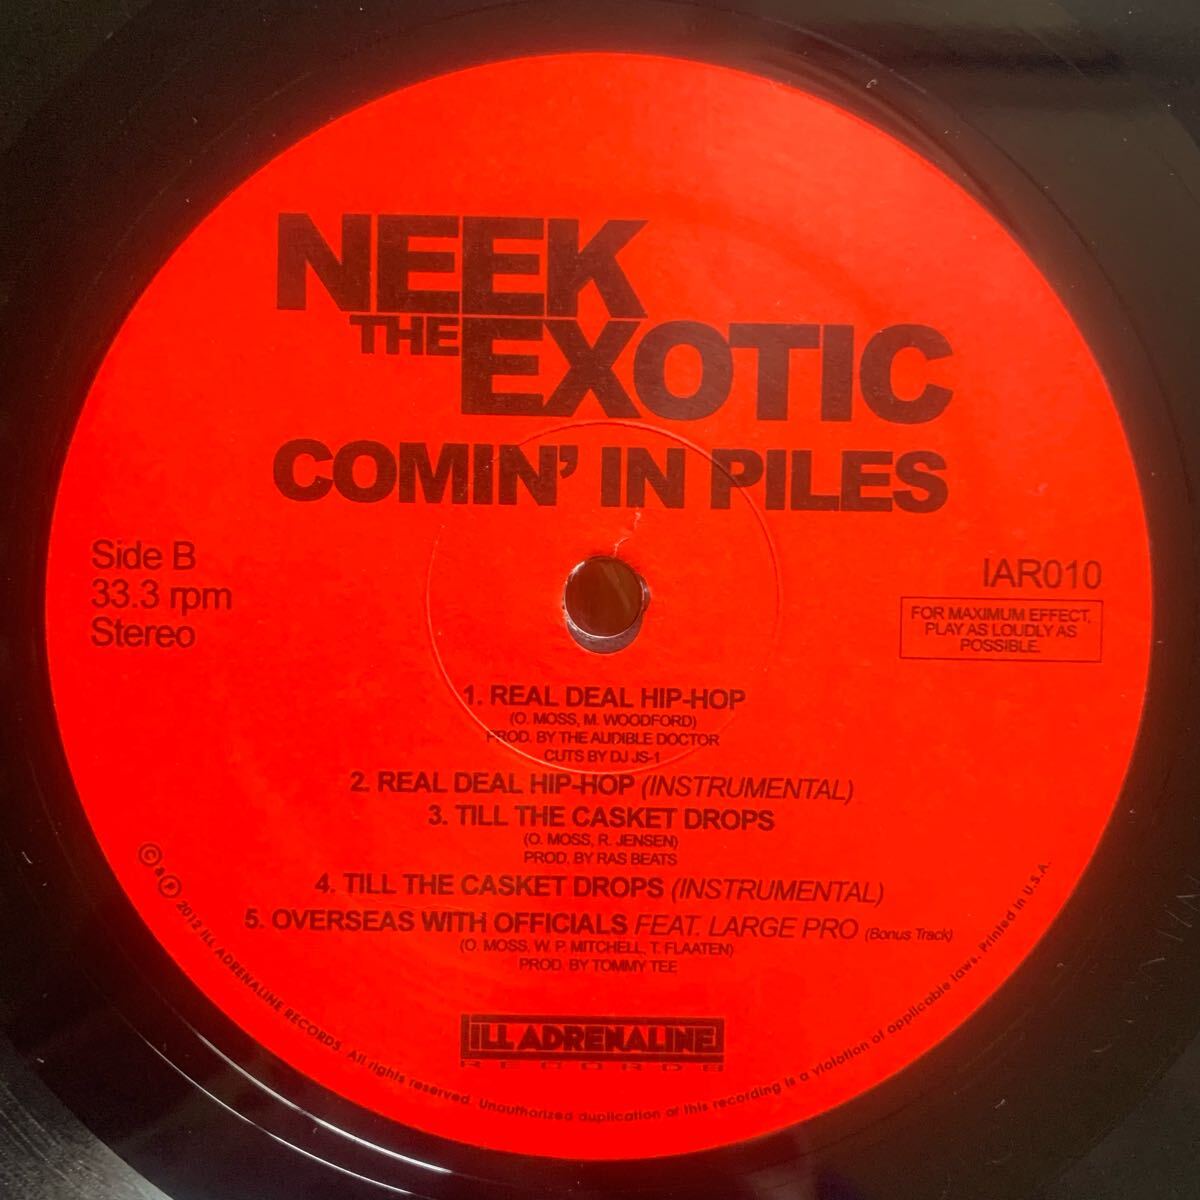 NEEK
THE EXOTIC
COMIN' IN PILES
Side B
33.3 rpm
Stereo
IAR010
FOR MAXIMUM EFFECT,
PLAY AS LOUDLY AS
POSSIBLE.
1. REAL DEAL HIP-HOP
(O. MOSS, M. WOODFORD)
PROD. BY THE AUDIBLE DOCTOR
CUTS BY DJ JS-1
2. REAL DEAL HIP-HOP (INSTRUMENTAL)
3. TILL THE CASKET DROPS
(O. MOSS, R. JENSEN)
PROD. BY RAS BEATS
4. TILL THE CASKET DROPS (INSTRUMENTAL)
5. OVERSEAS WITH OFFICIALS FEAT. LARGE PRO (Bonus Track)
(O. MOSS, W. P. MITCHELL, T. FLAATEN)
PROD. BY TOMMY TEE
ILL ADRENALINE
RECORDS
© & ℗ 2012 ILL ADRENALINE RECORDS. All rights reserved. Unauthorized duplication of this recording is a violation of applicable laws. Printed in U.S.A.